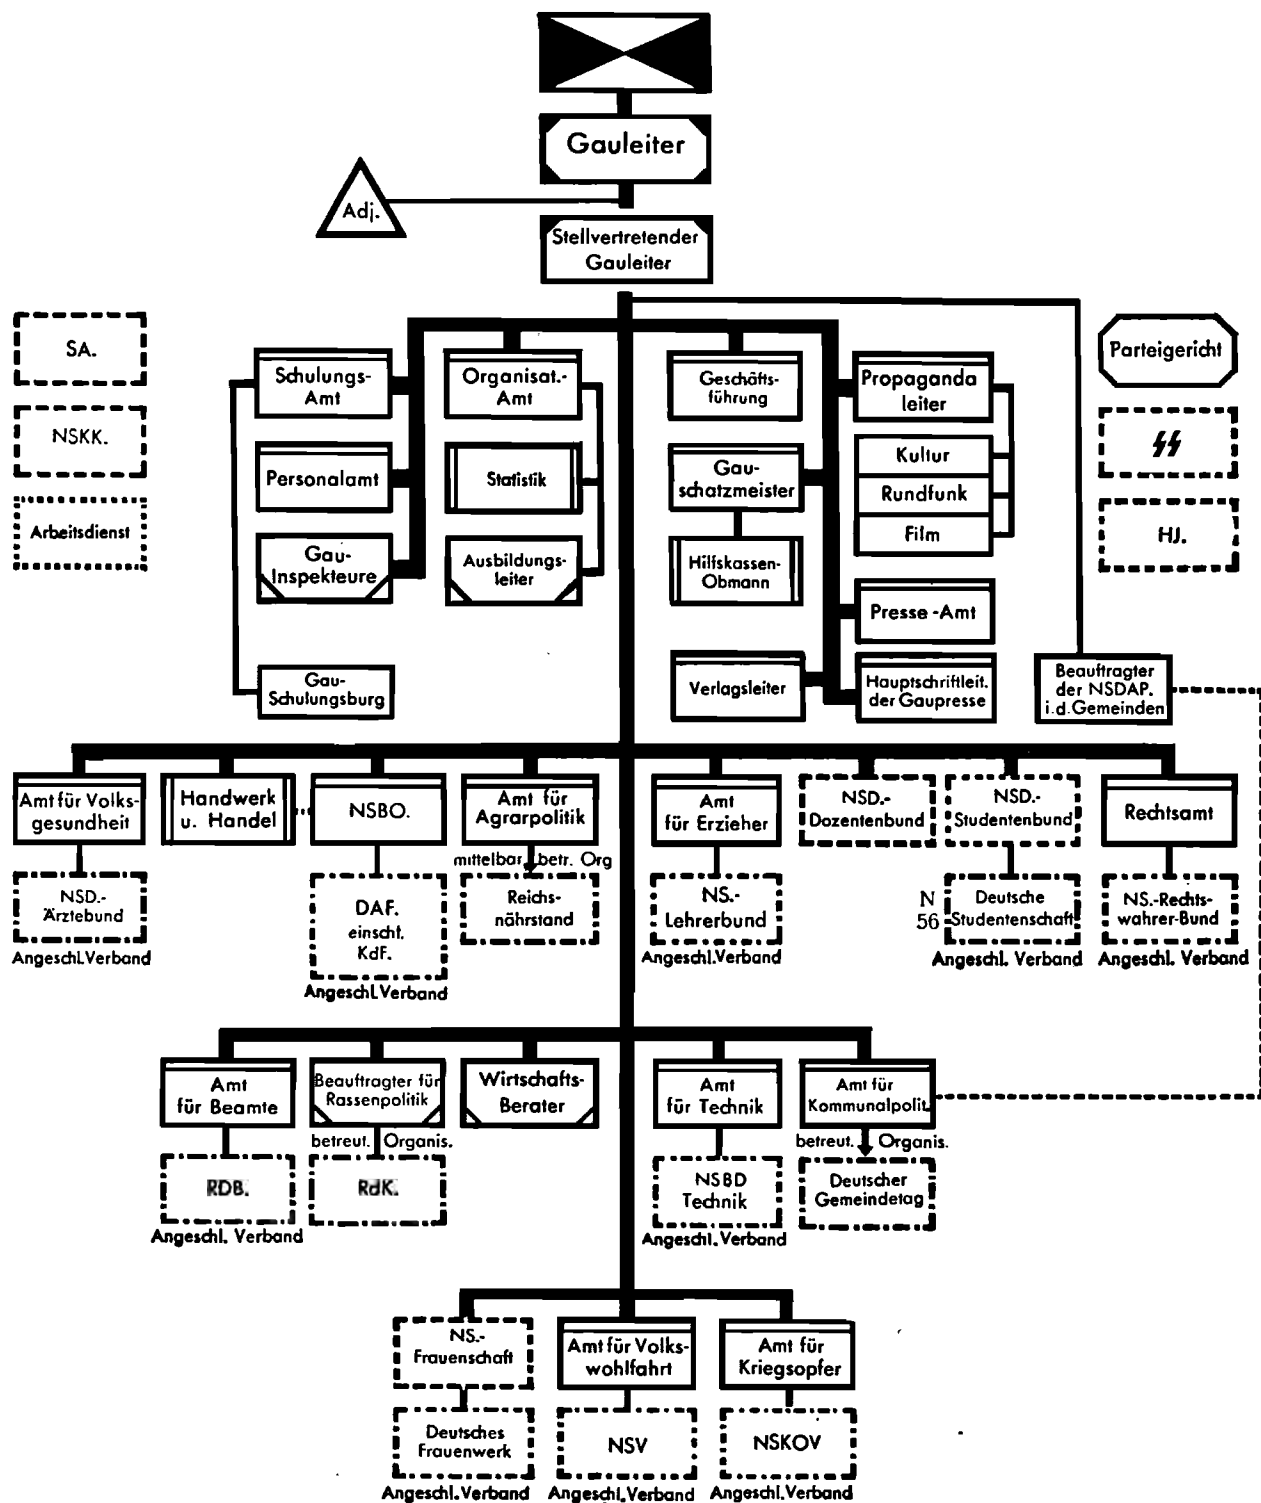 Gauleiter
Adj.
Stellvertretender
Gauleiter
SA.
NSKK.
Arbeitsdienst
Schulungs-
Amt
Personalamt
Gau-
Inspekteure
Gau-
Schulungsburg
Organisat.-
Amt
Statistik
Ausbildungs-
leiter
Geschäfts-
führung
Gau-
schatzmeister
Hilfskassen-
Obmann
Verlagsleiter
Propaganda
leiter
Kultur
Rundfunk
Film
Presse-Amt
Hauptschriftleit.
der Gaupresse
Parteigericht
ϟϟ
HJ.
Beauftragter
der NSDAP.
i.d.Gemeinden
Amt für Volks-
gesundheit
NSD.-
Ärztebund
Angeschl.Verband
Handwerk
u. Handel
NSBO.
DAF.
einscht.
KdF.
Angeschl.Verband
Amt für
Agrarpolitik
mittelbar betr. Org
Reichs-
nährstand
Amt
für Erzieher
NS.-
Lehrerbund
Angeschl.Verband
NSD.-
Dozentenbund
NSD.-
Studentenbund
N
56
Deutsche
Studentenschaft
Angeschl. Verband
Rechtsamt
NS.-Rechts-
wahrer-Bund
Angeschl. Verband
Amt
für Beamte
RDB.
Angeschl. Verband
Beauftragter für
Rassenpolitik
betreut. Organis.
RdK.
Wirtschafts-
Berater
Amt
für Technik
NSBD
Technik
Angeschl. Verband
Amt für
Kommunalpolit.
betreut. Organis.
Deutscher
Gemeindetag
NS.-
Frauenschaft
Deutsches
Frauenwerk
Angeschl.Verband
Amt für Volks-
wohlfahrt
NSV
Angeschl.Verband
Amt für
Kriegsopfer
NSKOV
Angeschl.Verband